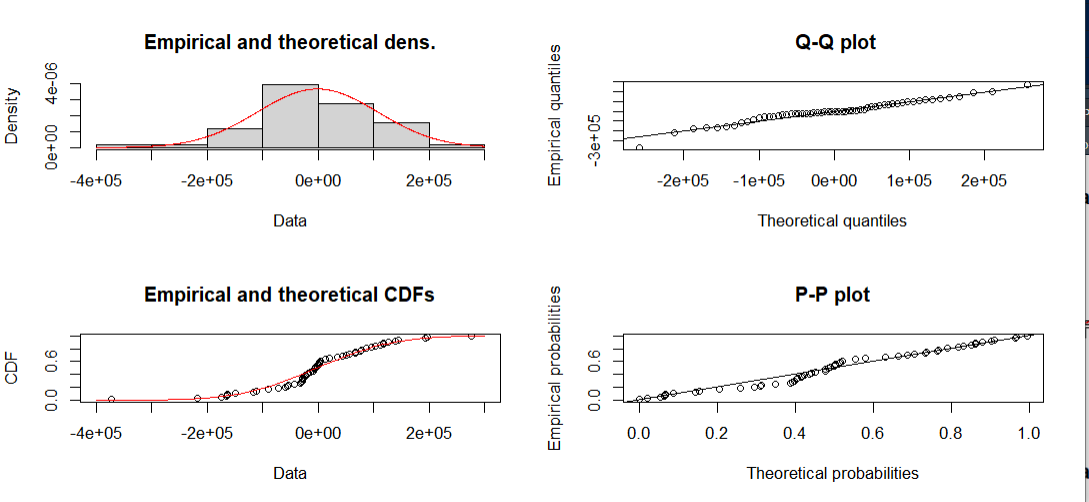 Empirical and theoretical dens.
Density
0e+00 4e-06
-4e+05 -2e+05 0e+00 2e+05
Data
Q-Q plot
Empirical quantiles
-3e+05
-2e+05 -1e+05 0e+00 1e+05 2e+05
Theoretical quantiles
Empirical and theoretical CDFs
CDF
0.0 0.6
-4e+05 -2e+05 0e+00 2e+05
Data
P-P plot
Empirical probabilities
0.0 0.6
0.0 0.2 0.4 0.6 0.8 1.0
Theoretical probabilities